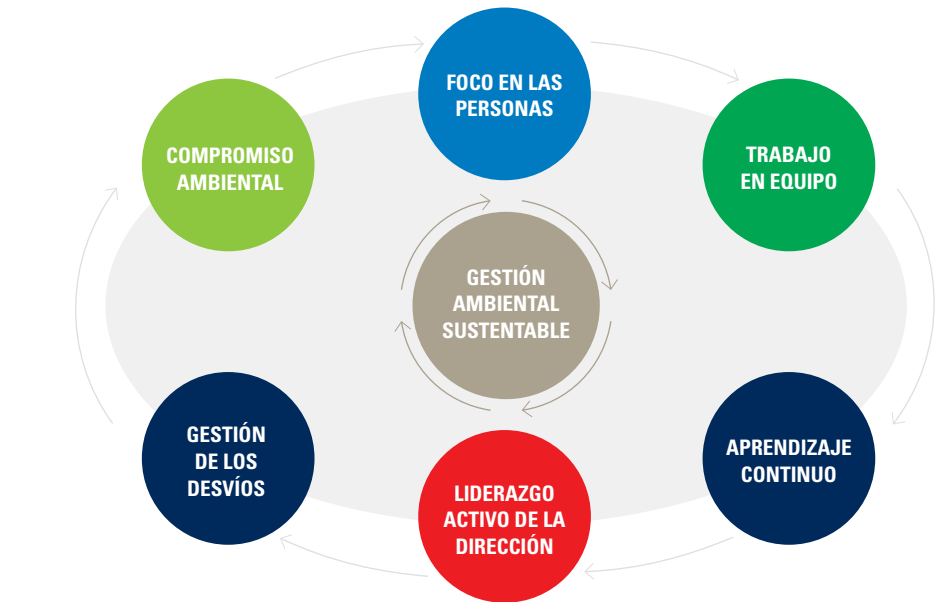 FOCO EN LAS
PERSONAS
TRABAJO
EN EQUIPO
APRENDIZAJE
CONTINUO
LIDERAZGO
ACTIVO DE LA
DIRECCIÓN
GESTIÓN
DE LOS
DESVÍOS
COMPROMISO
AMBIENTAL
GESTIÓN
AMBIENTAL
SUSTENTABLE